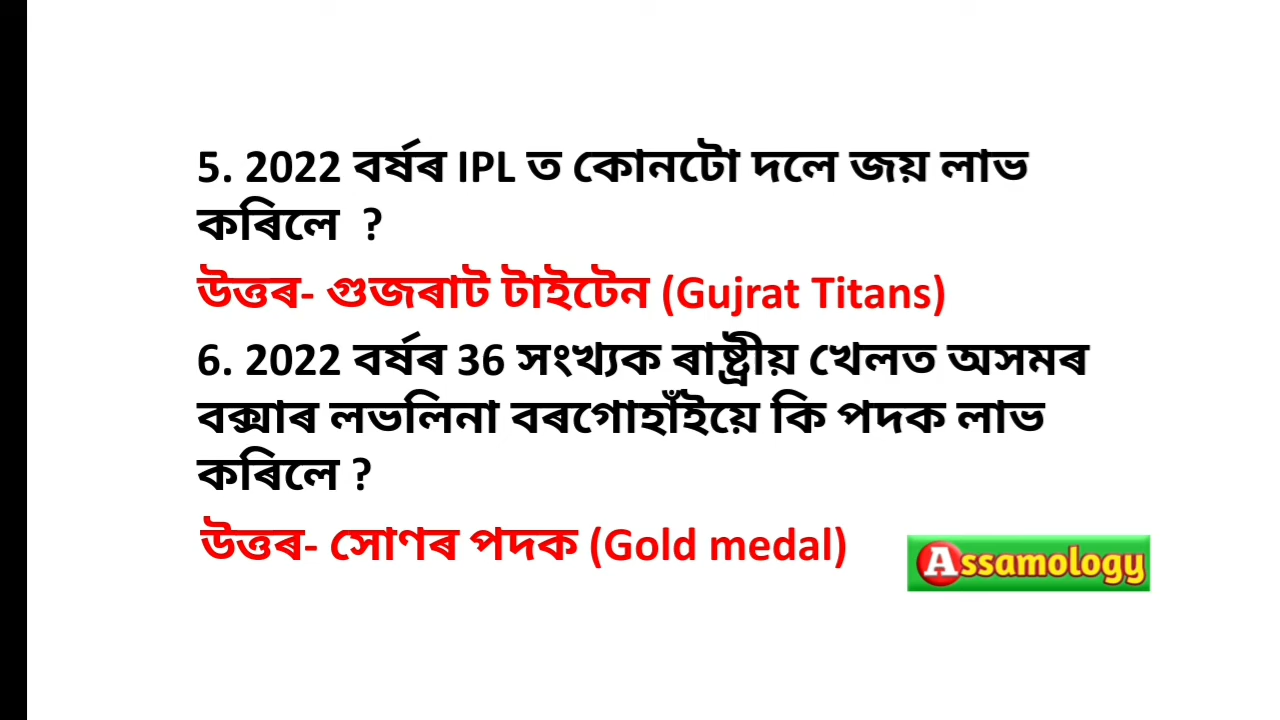 5. 2022 বৰ্ষৰ IPL ত কোনটো দলে জয় লাভ
কৰিলে ?
উত্তৰ- গুজৰাট টাইটেন (Gujrat Titans)
6. 2022 বৰ্ষৰ 36 সংখ্যক ৰাষ্ট্ৰীয় খেলত অসমৰ
বক্সাৰ লভলিনা বৰগোহাঁইয়ে কি পদক লাভ
কৰিলে ?
উত্তৰ- সোণৰ পদক (Gold medal)
Assamology